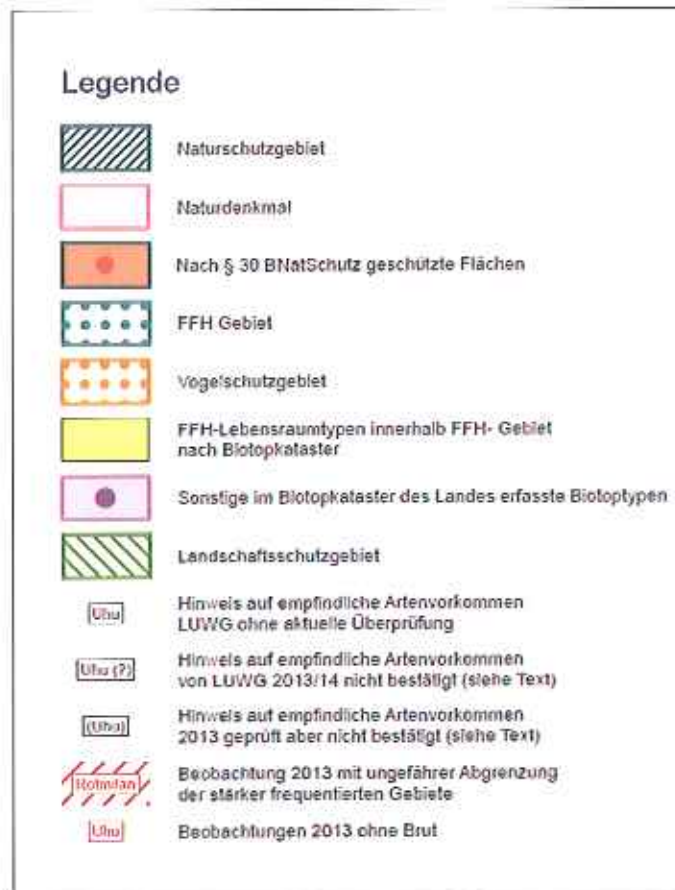 Legende
Naturschutzgebiet
Naturdenkmal
Nach § 30 BNatSchutz geschützte Flächen
FFH Gebiet
Vogelschutzgebiet
FFH-Lebensraumtypen innerhalb FFH- Gebiet
nach Biotopkataster
Sonstige im Biotopkataster des Landes erfasste Biotoptypen
Landschaftsschutzgebiet
Uhu
Hinweis auf empfindliche Artenvorkommen
LUWG ohne aktuelle Überprüfung
Uhu (?)
Hinweis auf empfindliche Artenvorkommen
von LUWG 2013/14 nicht bestätigt (siehe Text)
(Uhu)
Hinweis auf empfindliche Artenvorkommen
2013 geprüft aber nicht bestätigt (siehe Text)
Rotmilan
Beobachtung 2013 mit ungefährer Abgrenzung
der stärker frequentierten Gebiete
Uhu
Beobachtungen 2013 ohne Brut